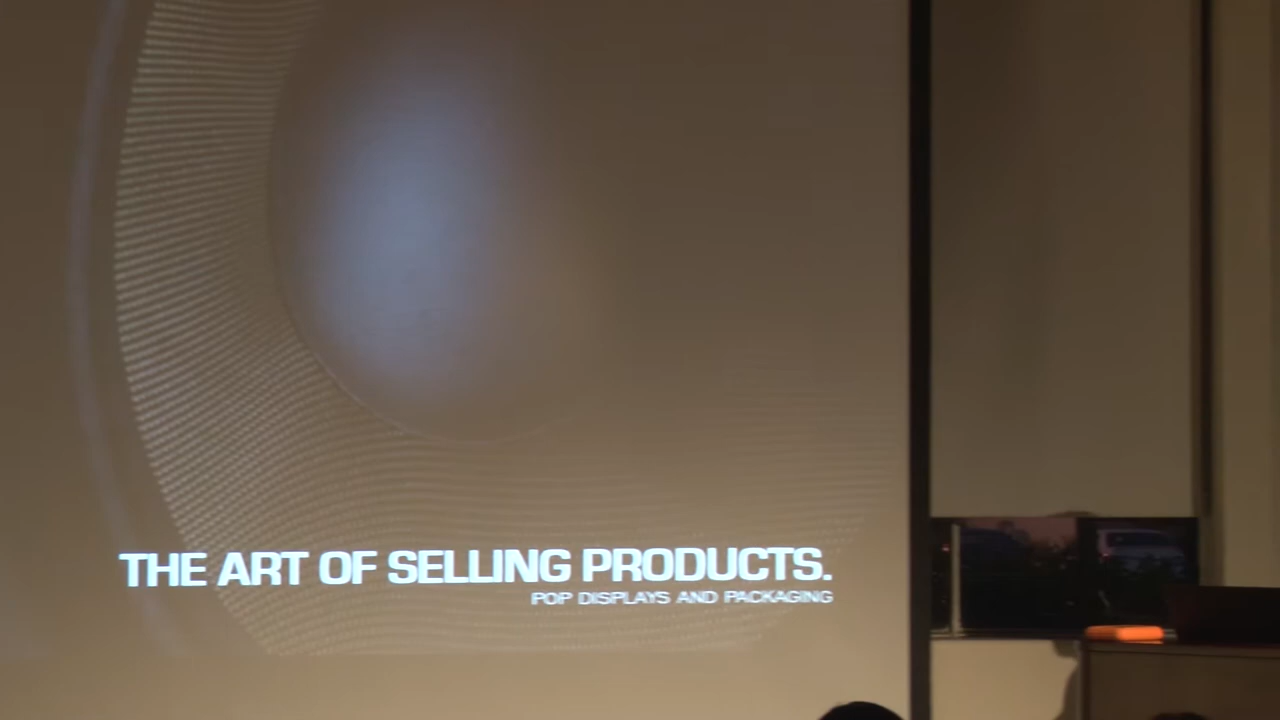 THE ART OF SELLING PRODUCTS.
POP DISPLAYS AND PACKAGING